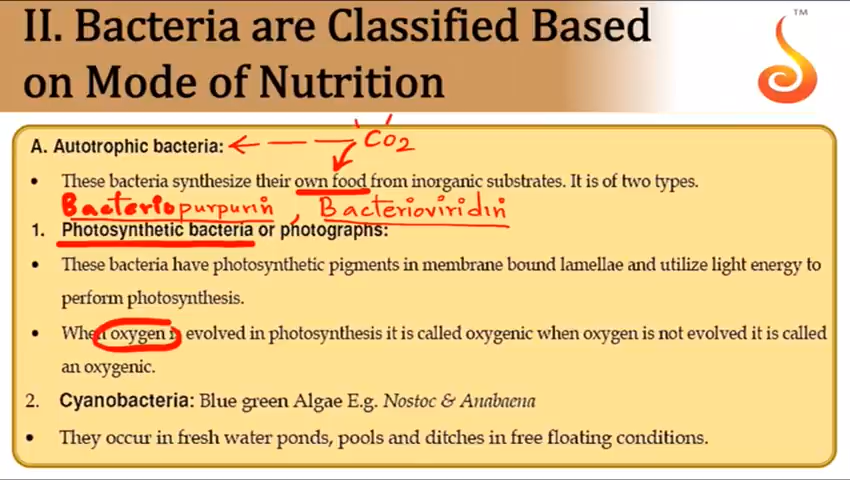 II. Bacteria are Classified Based
on Mode of Nutrition
TM
A. Autotrophic bacteria: CO2
• These bacteria synthesize their own food from inorganic substrates. It is of two types.
Bacteriopurpurin, Bacterioviridin
1. Photosynthetic bacteria or photographs:
• These bacteria have photosynthetic pigments in membrane bound lamellae and utilize light energy to
perform photosynthesis.
• When oxygen is evolved in photosynthesis it is called oxygenic when oxygen is not evolved it is called
an oxygenic.
2. Cyanobacteria: Blue green Algae E.g. Nostoc & Anabaena
• They occur in fresh water ponds, pools and ditches in free floating conditions.